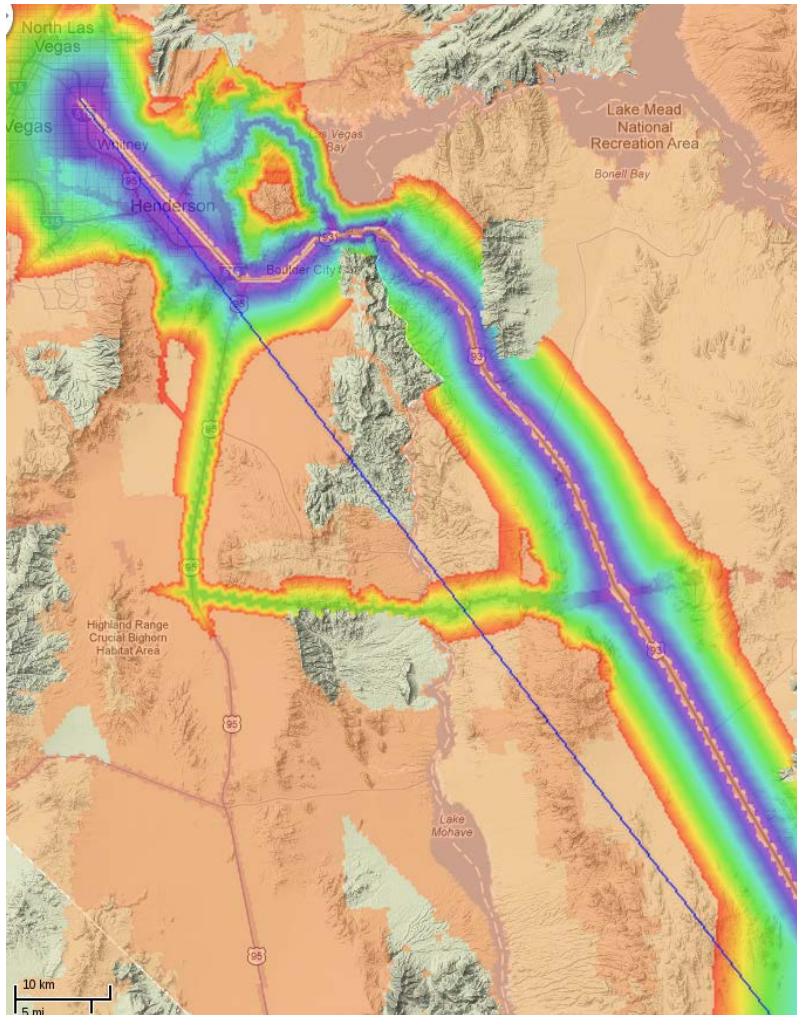 North Las
Vegas
Vegas
Whitney
95
Henderson
Las Vegas
Bay
Lake Mead
National
Recreation Area
Bonell Bay
93
Boulder City
95
93
95
95
Highland Range
Crucial Bighorn
Habitat Area
93
95
Lake
Mohave
95
10 km
5 mi